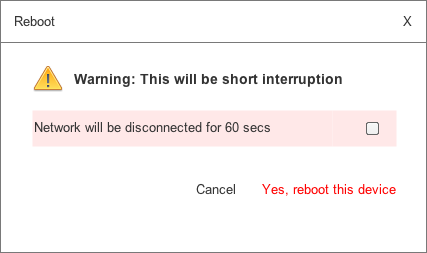 Reboot X
Warning: This will be short interruption
Network will be disconnected for 60 secs
Cancel Yes, reboot this device